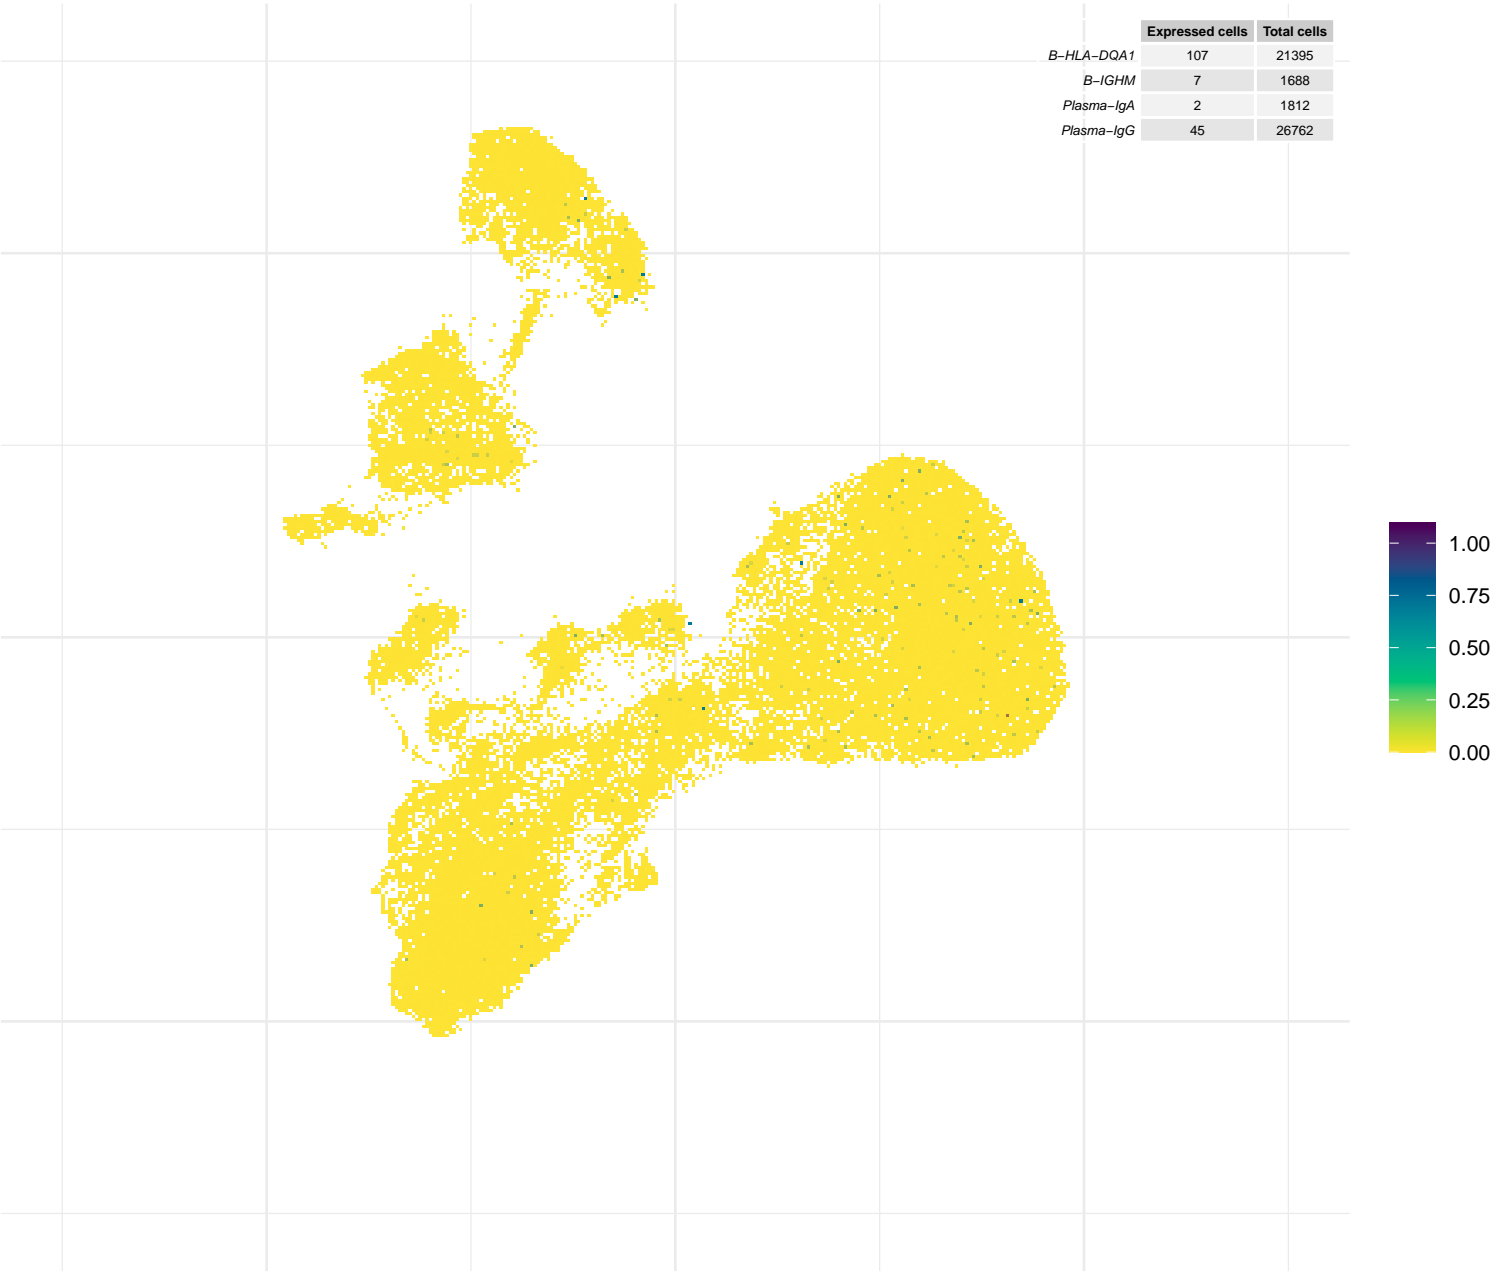 Expressed cells Total cells
B−HLA−DQA1 107 21395
B−IGHM 7 1688
Plasma−IgA 2 1812
Plasma−IgG 45 26762
1.00
0.75
0.50
0.25
0.00